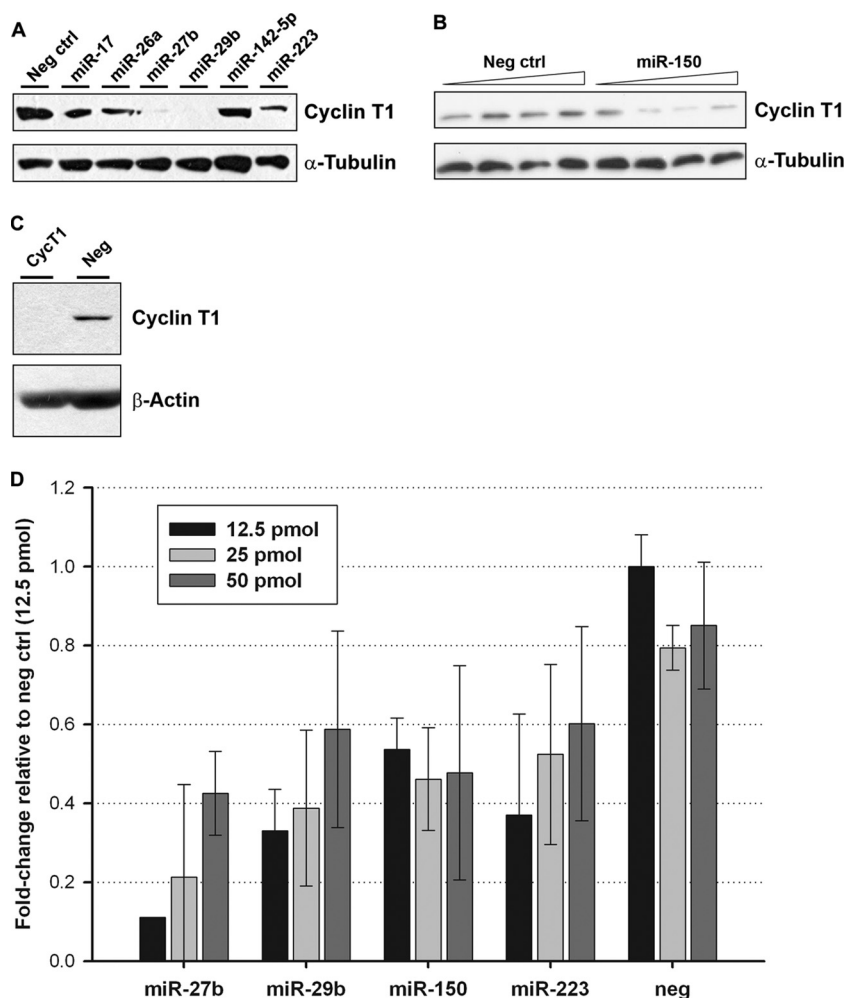 A
Neg ctrl
miR-17
miR-26a
miR-27b
miR-29b
miR-142-5p
miR-223
Cyclin T1
α-Tubulin
B
Neg ctrl
miR-150
Cyclin T1
α-Tubulin
C
CycT1
Neg
Cyclin T1
β-Actin
D
Fold-change relative to neg ctrl (12.5 pmol)
1.2
1.0
0.8
0.6
0.4
0.2
0.0
12.5 pmol
25 pmol
50 pmol
miR-27b
miR-29b
miR-150
miR-223
neg